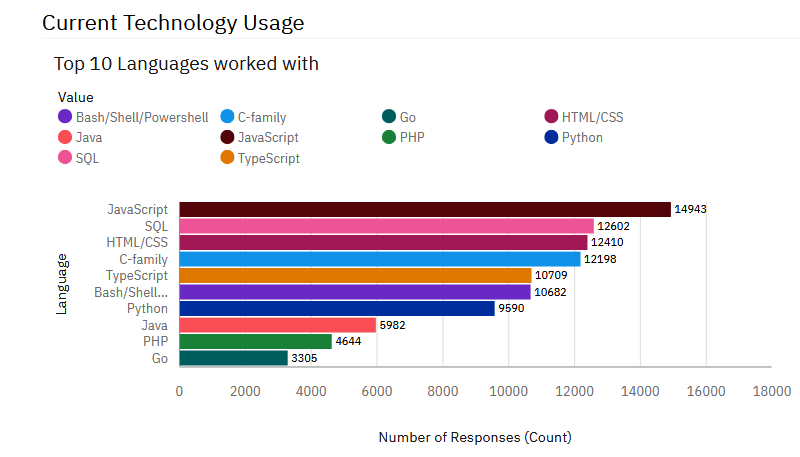 Current Technology Usage
Top 10 Languages worked with
Value
Bash/Shell/Powershell C-family Go HTML/CSS
Java JavaScript PHP Python
SQL TypeScript
Language
JavaScript 14943
SQL 12602
HTML/CSS 12410
C-family 12198
TypeScript 10709
Bash/Shell... 10682
Python 9590
Java 5982
PHP 4644
Go 3305
0 2000 4000 6000 8000 10000 12000 14000 16000 18000
Number of Responses (Count)